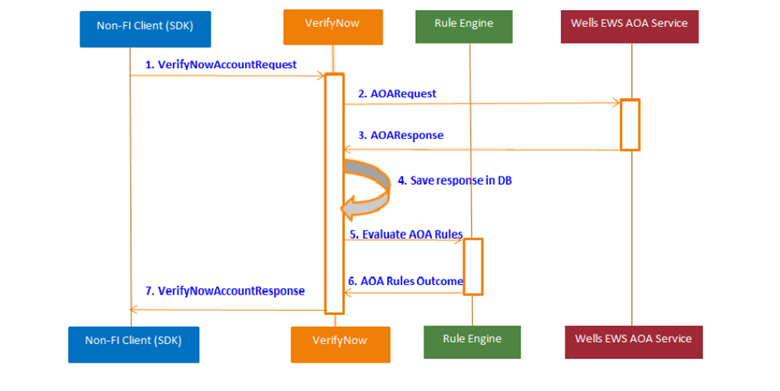 Non-FI Client (SDK)
VerifyNow
Rule Engine
Wells EWS AOA Service
1. VerifyNowAccountRequest
2. AOARequest
3. AOAResponse
4. Save response in DB
5. Evaluate AOA Rules
6. AOA Rules Outcome
7. VerifyNowAccountResponse
Non-FI Client (SDK)
VerifyNow
Rule Engine
Wells EWS AOA Service